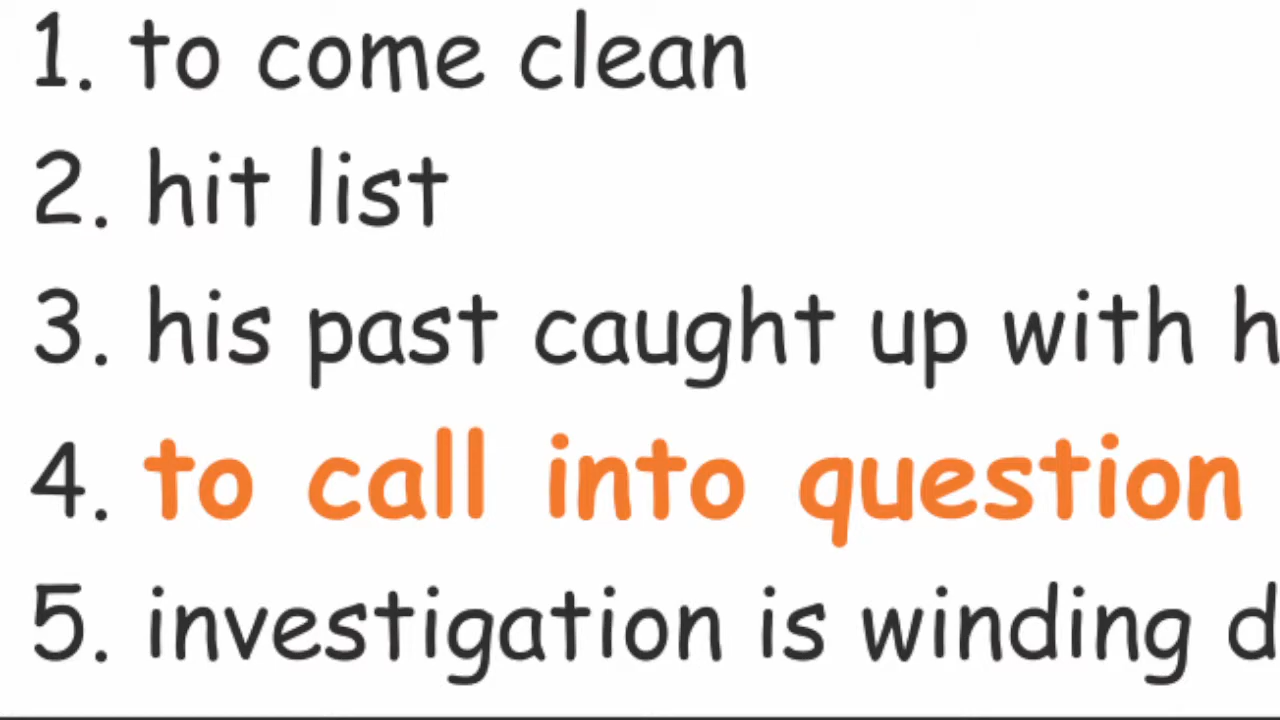 1. to come clean
2. hit list
3. his past caught up with h
4. to call into question
5. investigation is winding d